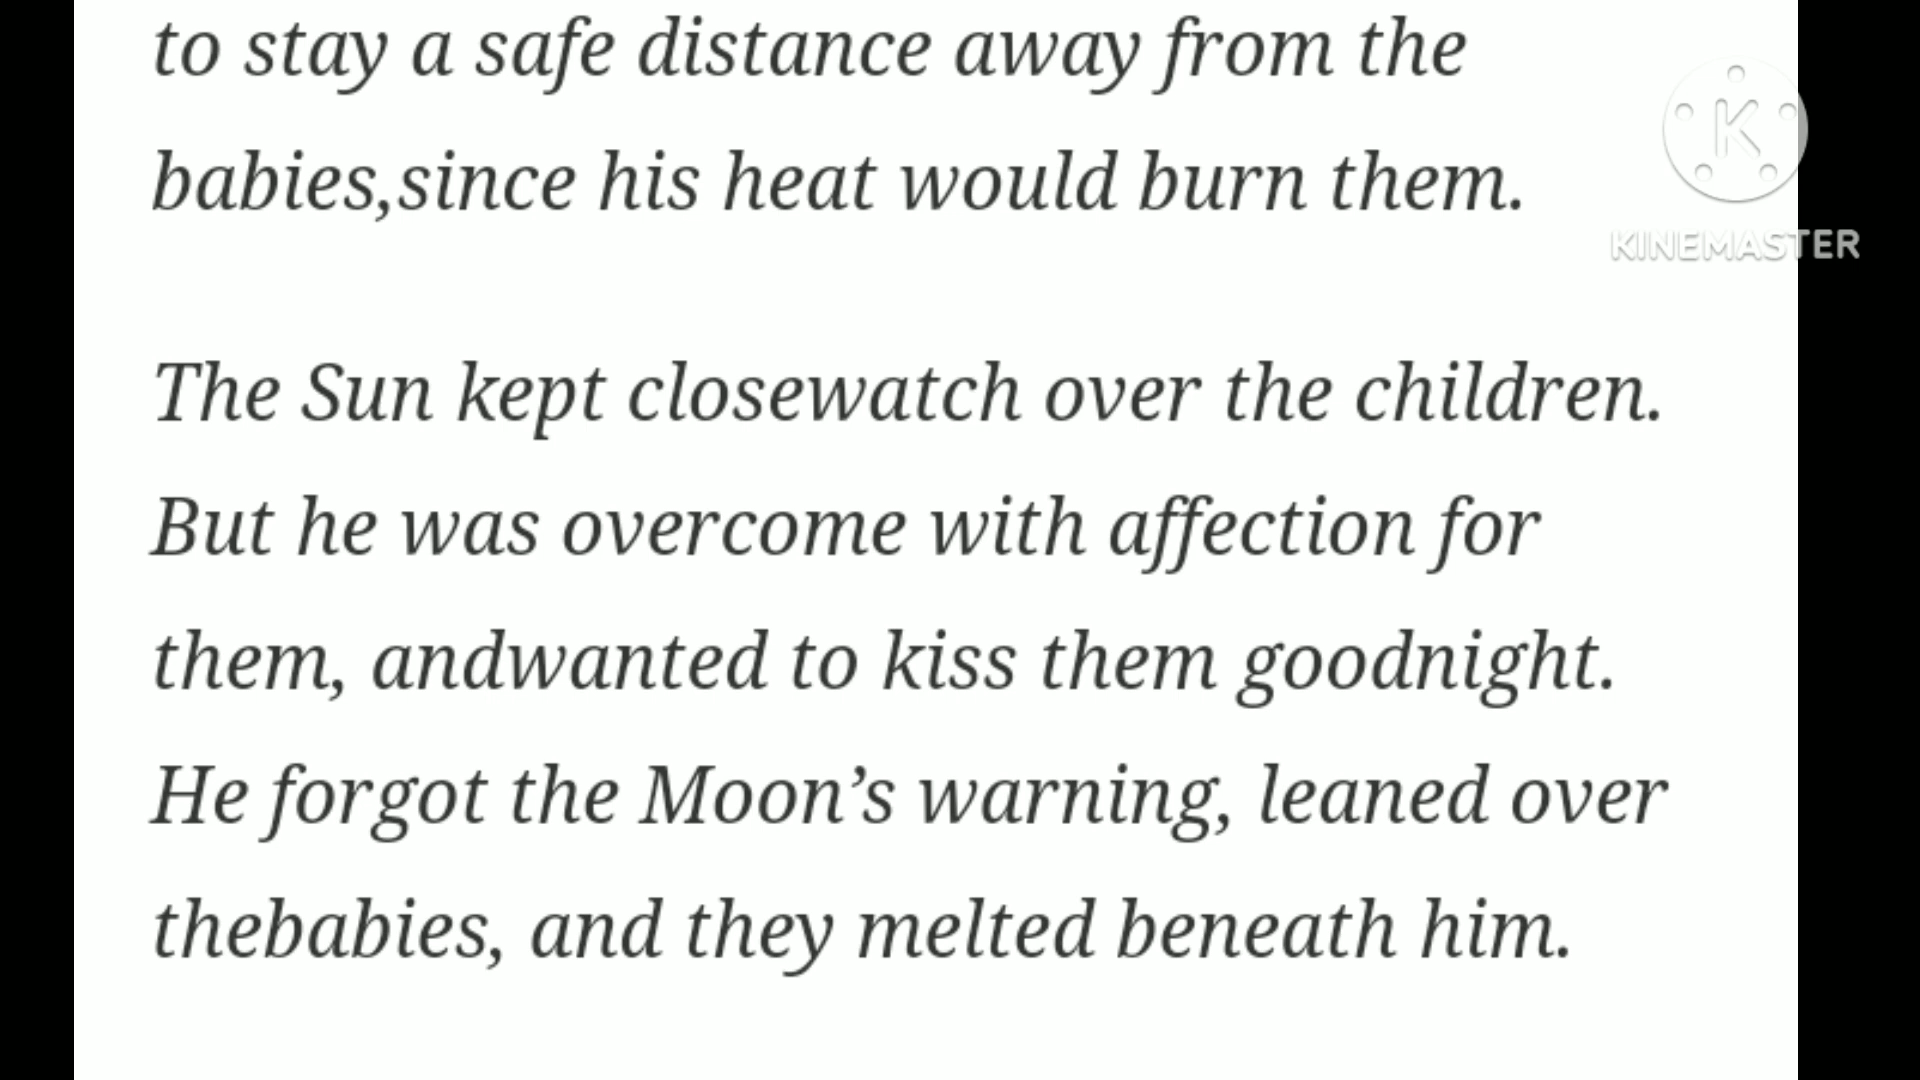 to stay a safe distance away from the
babies,since his heat would burn them.
K
KINEMASTER
The Sun kept closewatch over the children.
But he was overcome with affection for
them, andwanted to kiss them goodnight.
He forgot the Moon’s warning, leaned over
thebabies, and they melted beneath him.